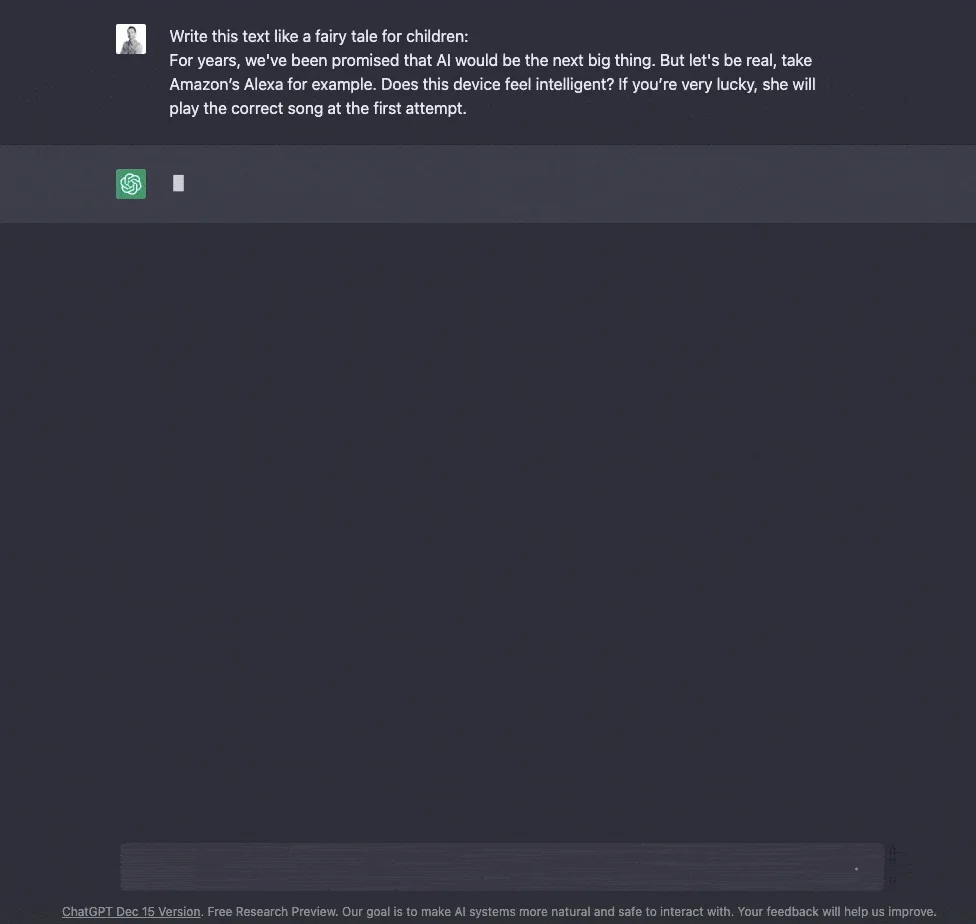 Write this text like a fairy tale for children:
For years, we've been promised that AI would be the next big thing. But let's be real, take
Amazon’s Alexa for example. Does this device feel intelligent? If you’re very lucky, she will
play the correct song at the first attempt.
ChatGPT Dec 15 Version. Free Research Preview. Our goal is to make AI systems more natural and safe to interact with. Your feedback will help us improve.